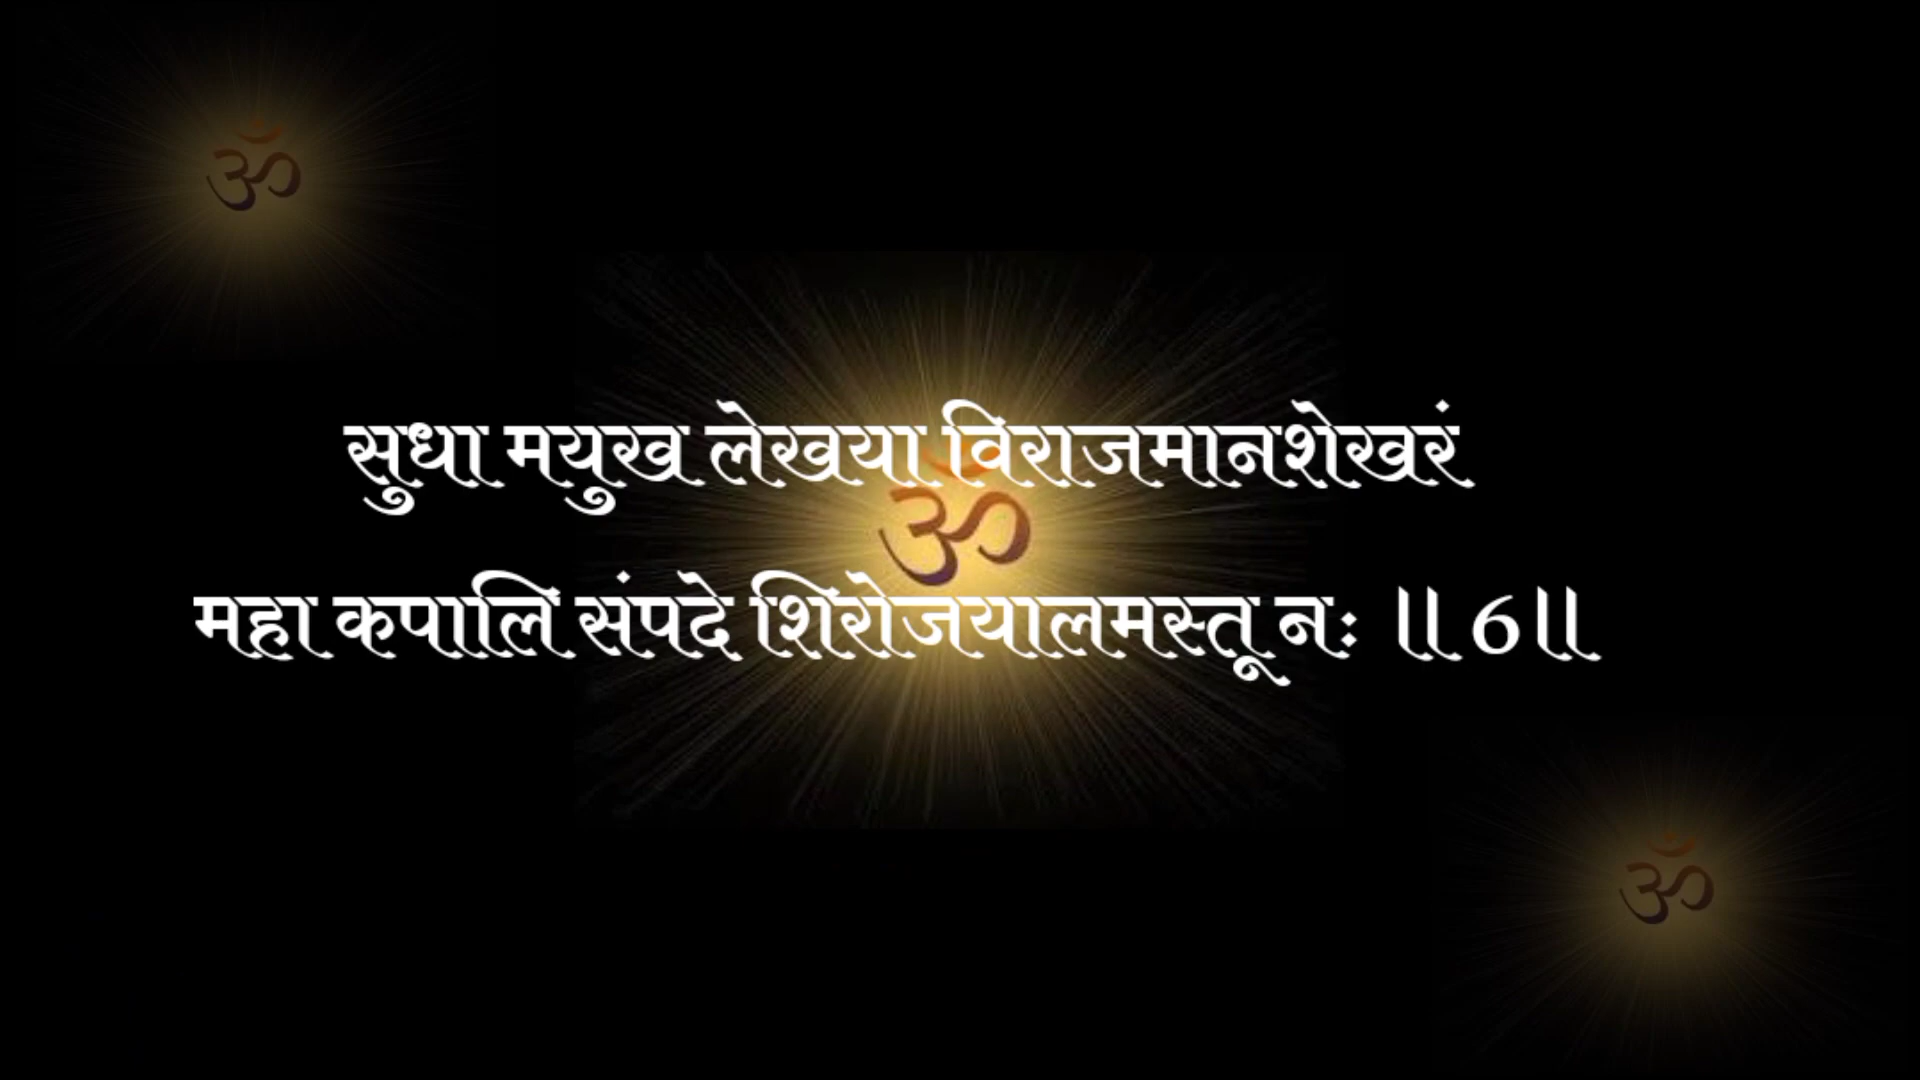 ॐ
सुधा मयुख लेखया विराजमानशेखरं
ॐ
महा कपालि संपदे शिरोजयालमस्तू नः ॥ 6॥
ॐ